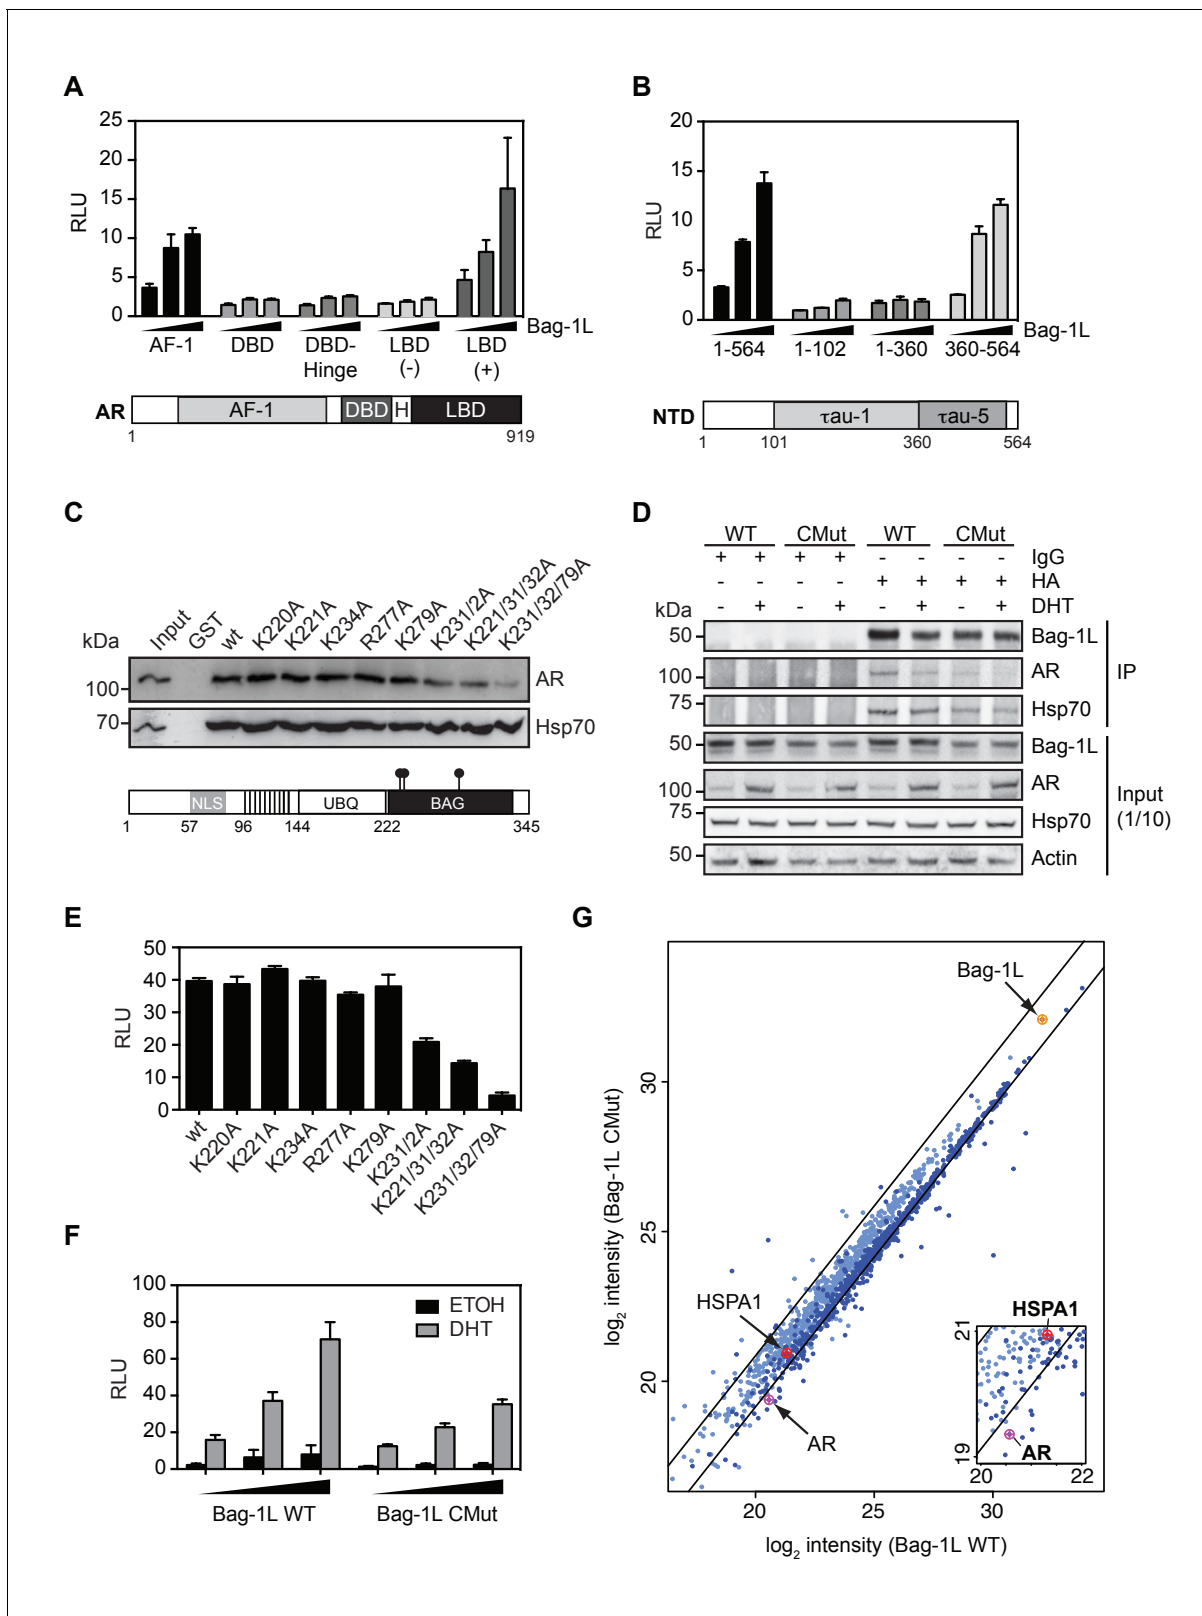 A
25
20
15
10
5
0
RLU
Bag-1L
AF-1 DBD DBD-Hinge LBD (-) LBD (+)
AR AF-1 DBD H LBD
1 919
B
20
15
10
5
0
RLU
Bag-1L
1-564 1-102 1-360 360-564
NTD τau-1 τau-5
1 101 360 564
C
kDa Input GST wt K220A K221A K234A R277A K279A K231/2A K221/31/32A K231/32/79A
100 AR
70 Hsp70
NLS UBQ BAG
1 57 96 144 222 345
D
WT CMut WT CMut
+ + + + - - - - IgG
- - - - + + + + HA
kDa - + - + - + - + DHT
50 Bag-1L
100 AR
75 Hsp70
IP
50 Bag-1L
100 AR
75 Hsp70
50 Actin
Input (1/10)
E
50
40
30
20
10
0
RLU
wt K220A K221A K234A R277A K279A K231/2A K221/31/32A K231/32/79A
F
100
80
60
40
20
0
RLU
ETOH
DHT
Bag-1L WT Bag-1L CMut
G
Bag-1L
HSPA1
AR
30
25
20
log2 intensity (Bag-1L CMut)
20 25 30
log2 intensity (Bag-1L WT)
HSPA1
21
19
AR
20 22